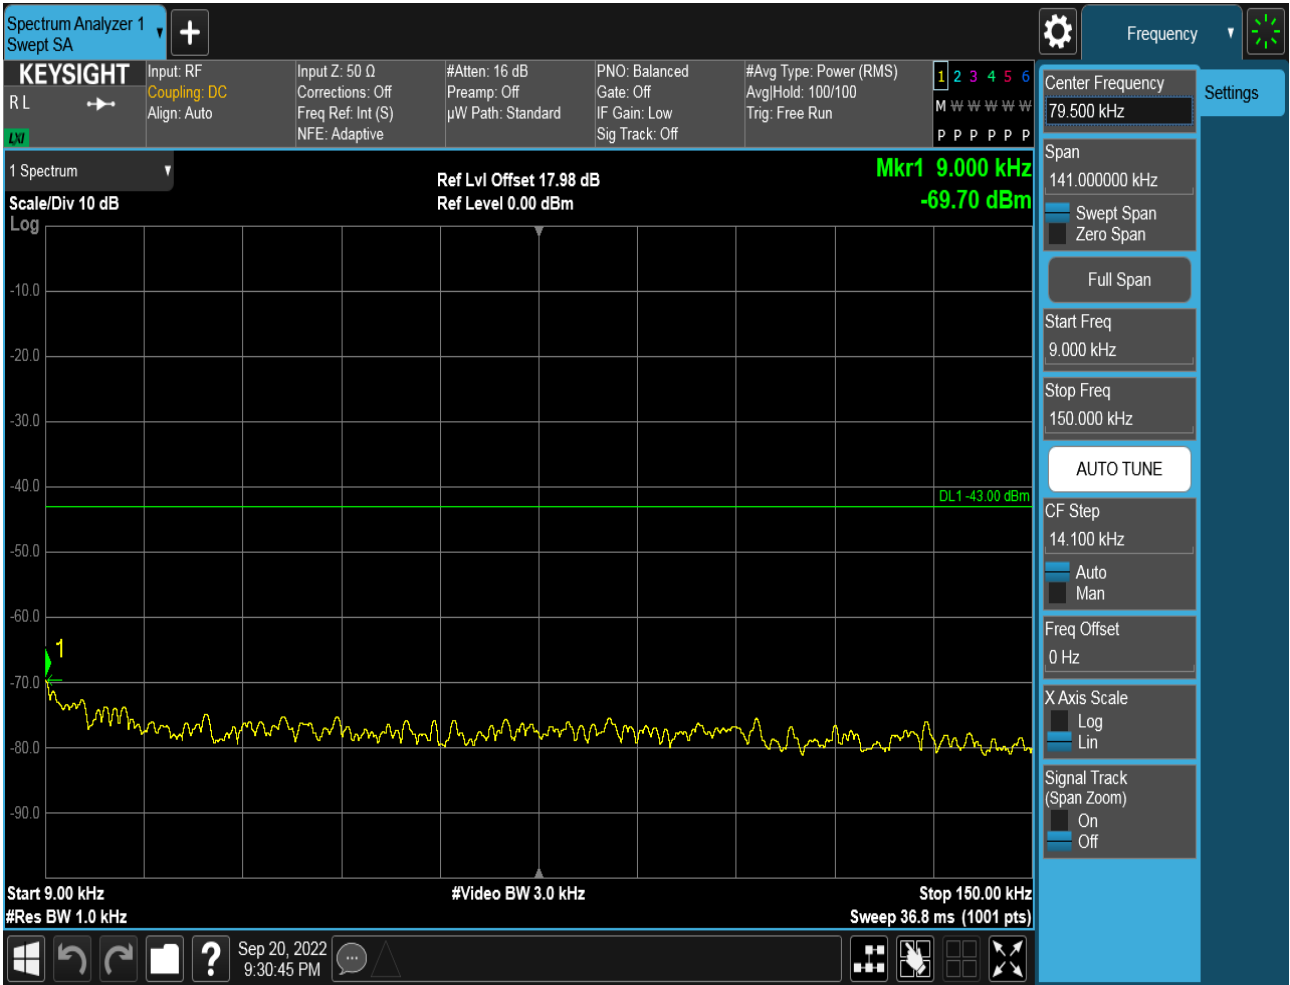 Spectrum Analyzer 1
Swept SA
Frequency
KEYSIGHT
R L
LXI
Input: RF
Coupling: DC
Align: Auto
Input Z: 50 Ω
Corrections: Off
Freq Ref: Int (S)
NFE: Adaptive
#Atten: 16 dB
Preamp: Off
µW Path: Standard
PNO: Balanced
Gate: Off
IF Gain: Low
Sig Track: Off
#Avg Type: Power (RMS)
Avg|Hold: 100/100
Trig: Free Run
1 2 3 4 5 6
M W W W W W
P P P P P P
1 Spectrum
Scale/Div 10 dB
Log
Ref Lvl Offset 17.98 dB
Ref Level 0.00 dBm
Mkr1 9.000 kHz
-69.70 dBm
-10.0
-20.0
-30.0
-40.0
DL1 -43.00 dBm
-50.0
-60.0
1
-70.0
-80.0
-90.0
Start 9.00 kHz
#Video BW 3.0 kHz
Stop 150.00 kHz
#Res BW 1.0 kHz
Sweep 36.8 ms (1001 pts)
?
Sep 20, 2022
9:30:45 PM
Center Frequency
79.500 kHz
Settings
Span
141.000000 kHz
Swept Span
Zero Span
Full Span
Start Freq
9.000 kHz
Stop Freq
150.000 kHz
AUTO TUNE
CF Step
14.100 kHz
Auto
Man
Freq Offset
0 Hz
X Axis Scale
Log
Lin
Signal Track
(Span Zoom)
On
Off